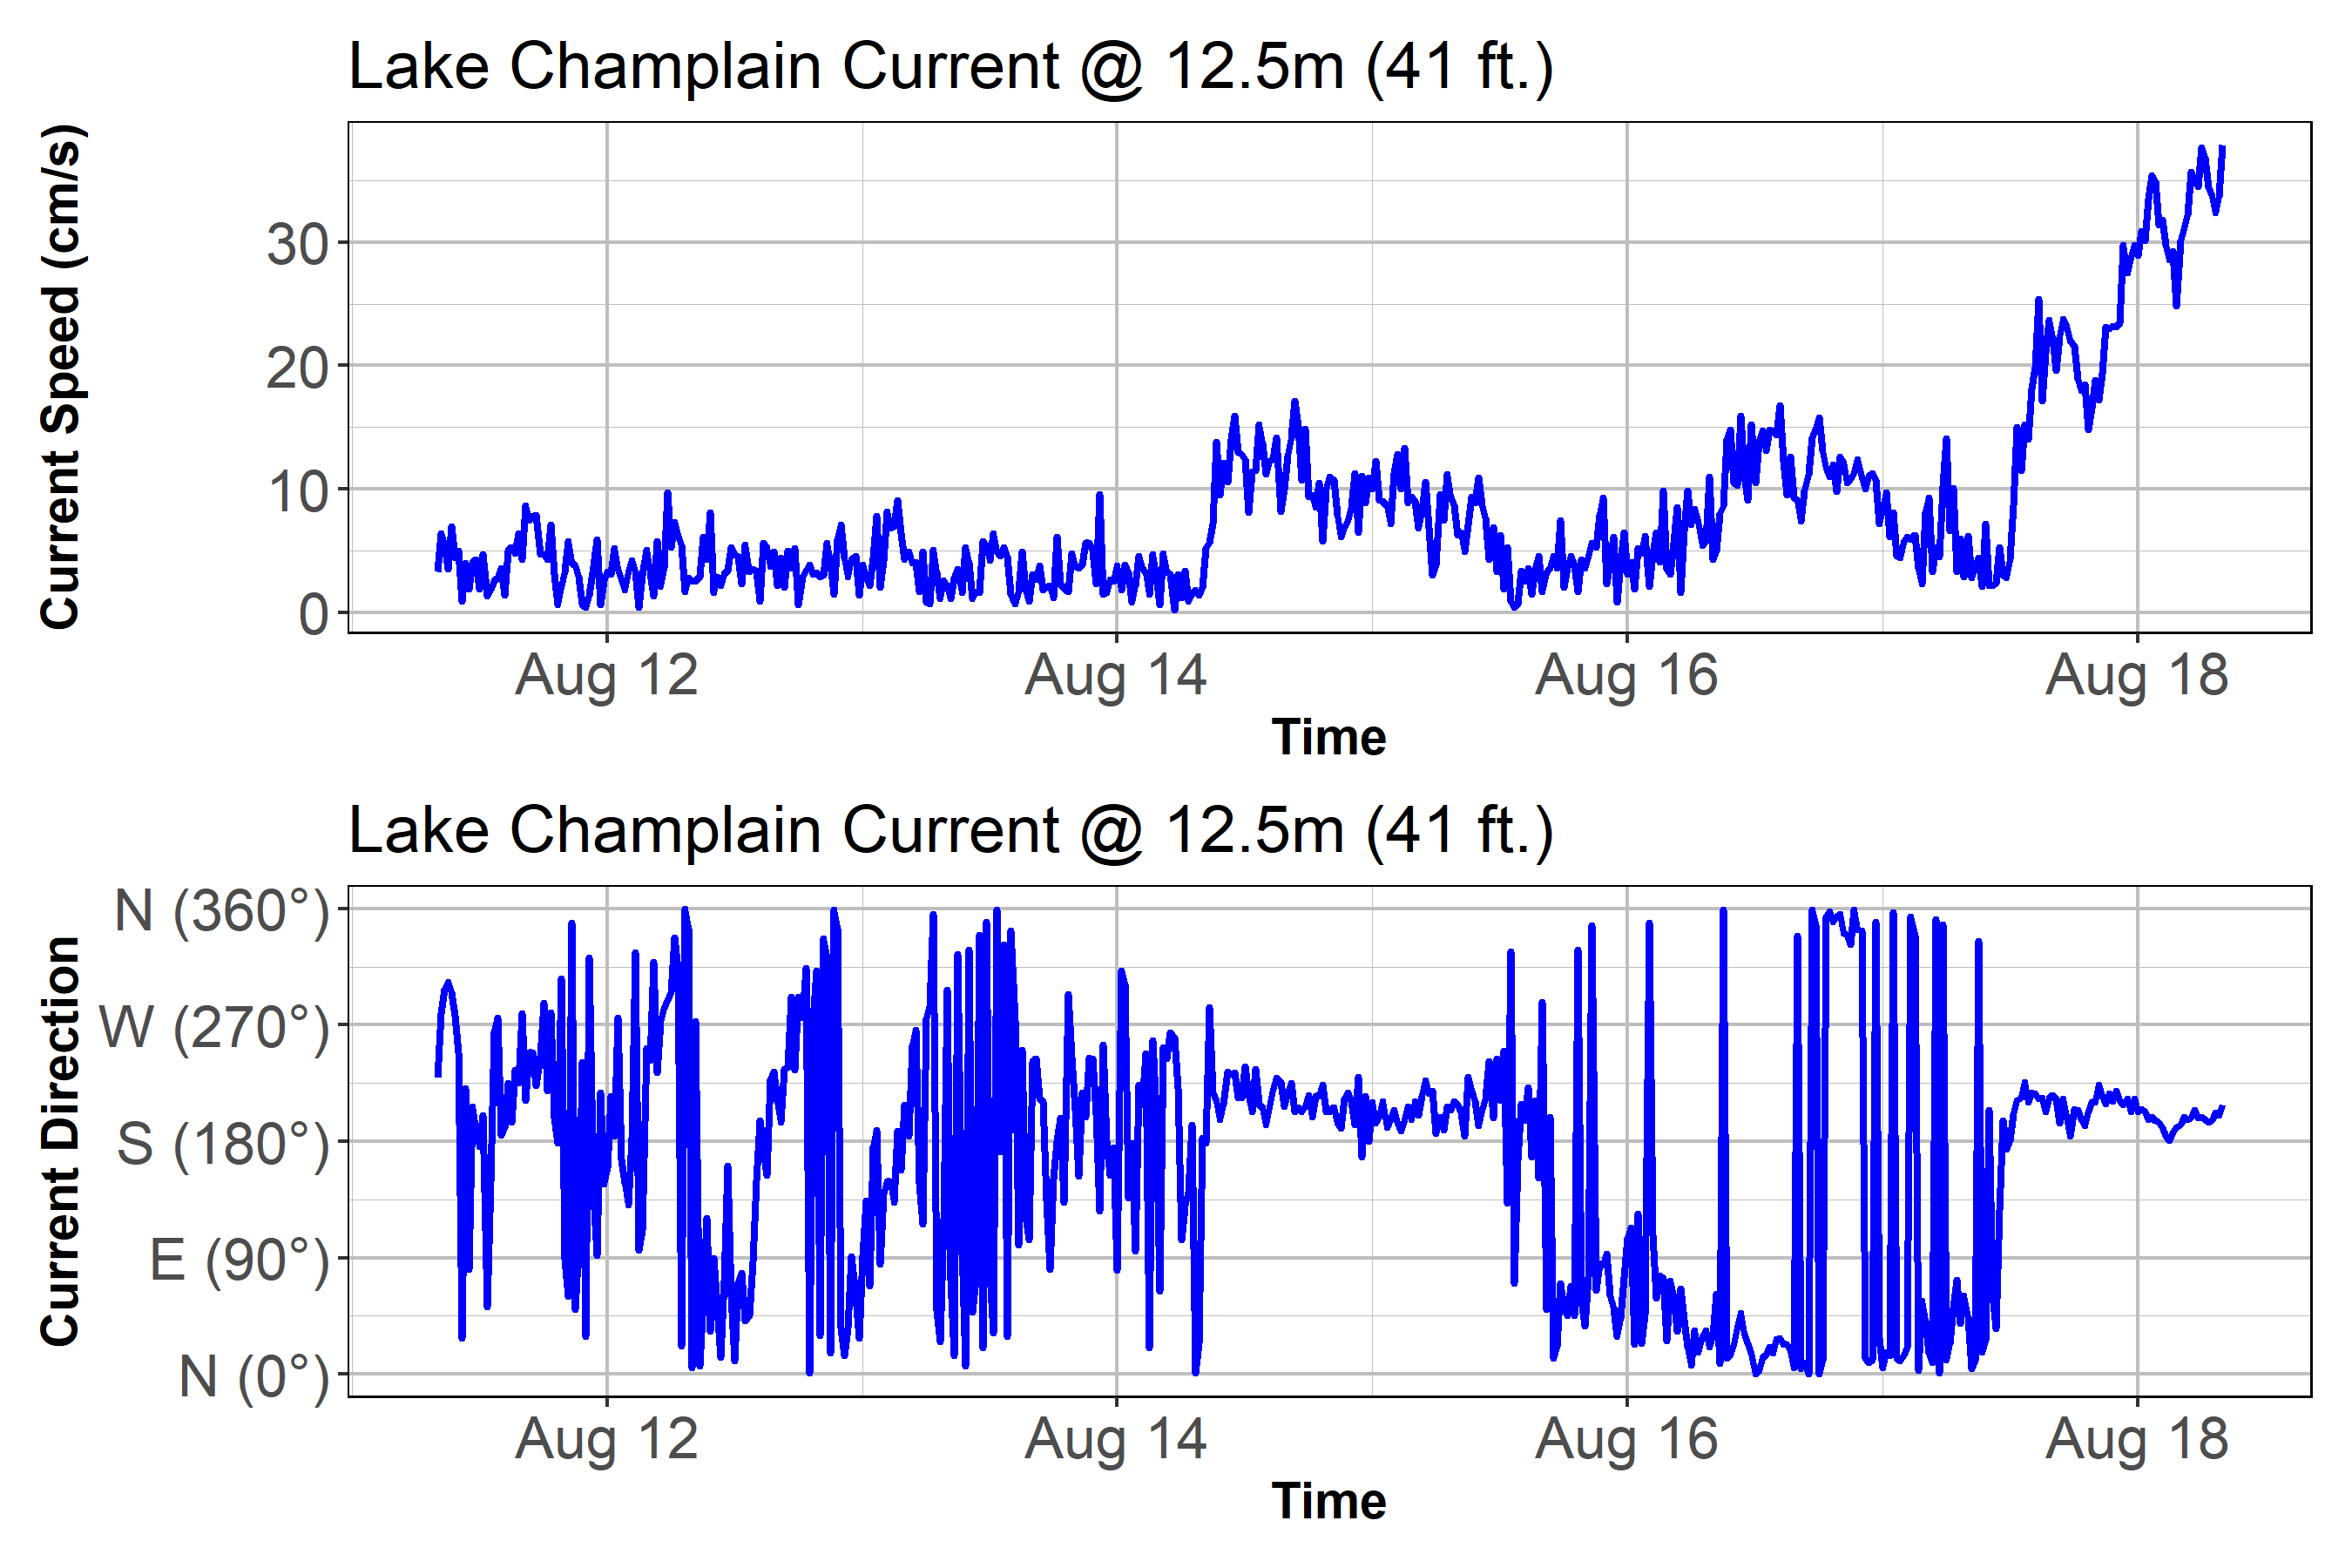 Lake Champlain Current @ 12.5m (41 ft.)
Current Speed (cm/s)
30
20
10
0
Aug 12 Aug 14 Aug 16 Aug 18
Time
Lake Champlain Current @ 12.5m (41 ft.)
Current Direction
N (360°)
W (270°)
S (180°)
E (90°)
N (0°)
Aug 12 Aug 14 Aug 16 Aug 18
Time